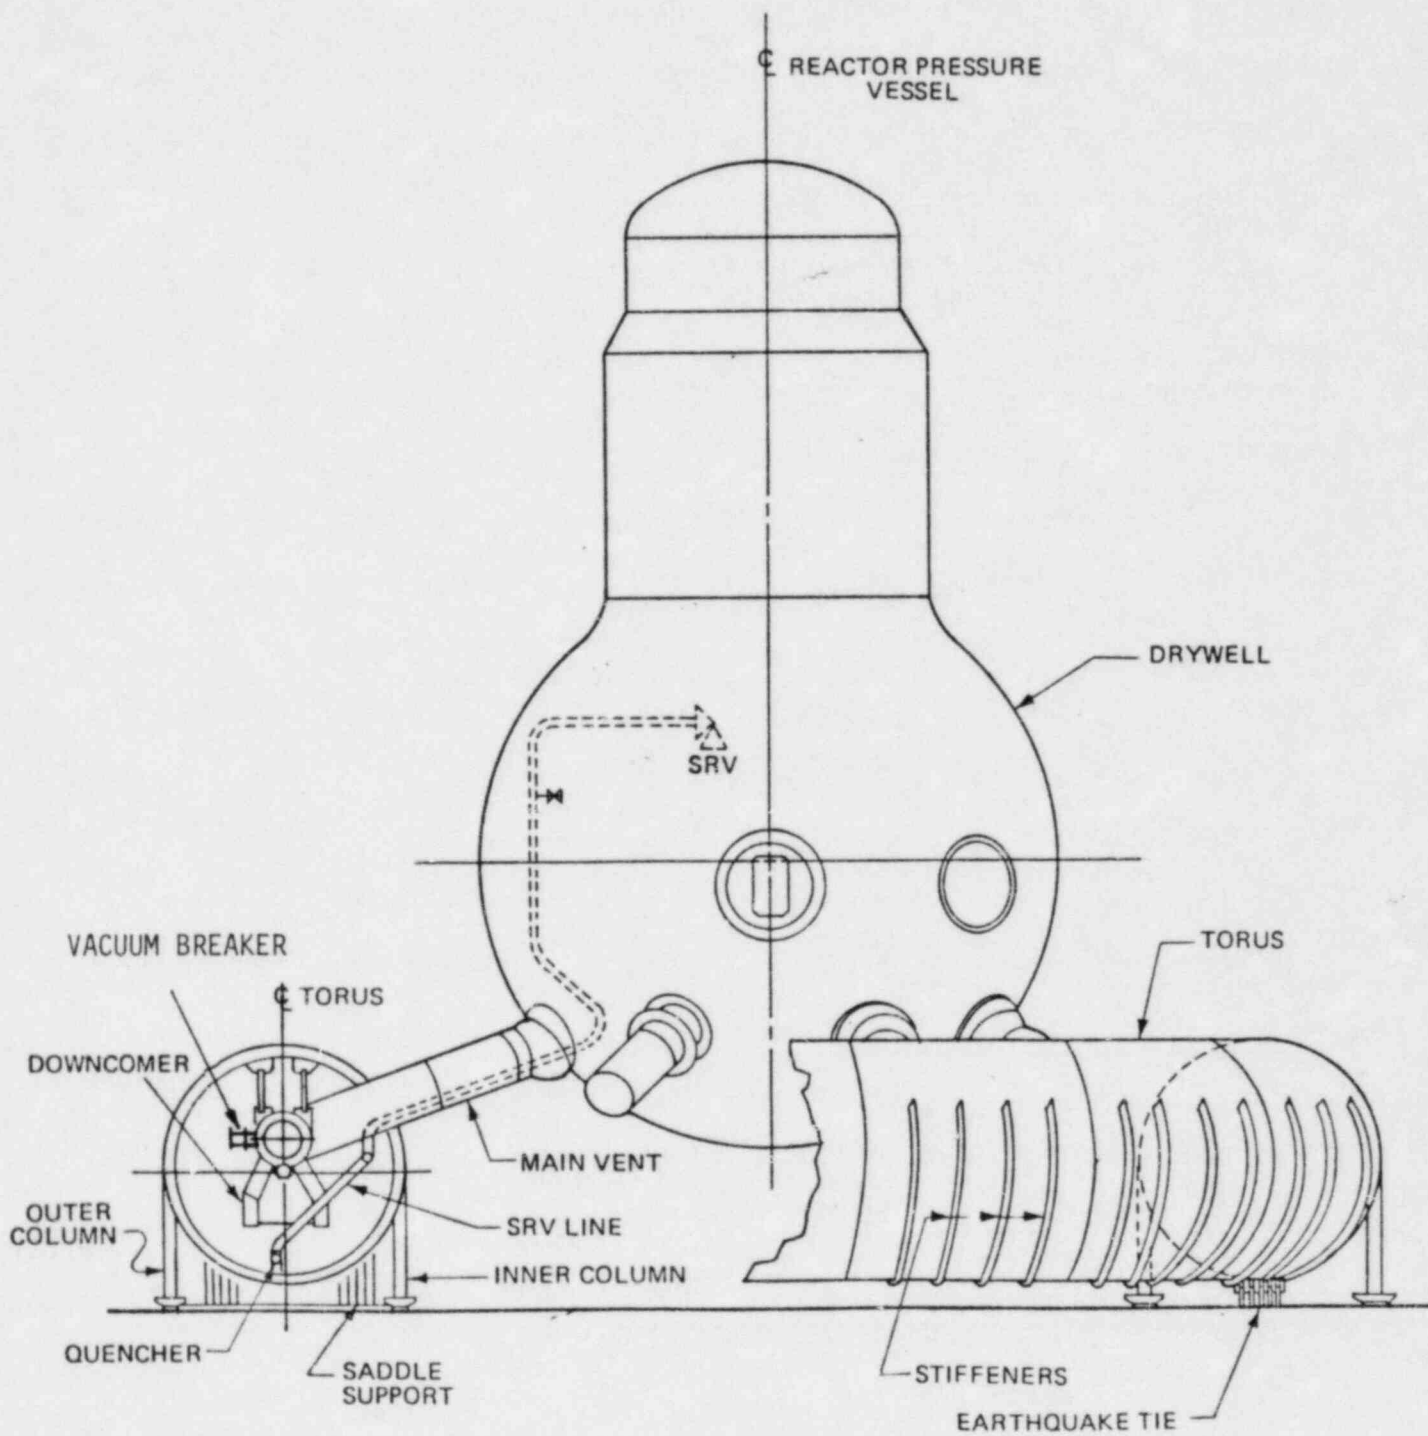 ℄ REACTOR PRESSURE
VESSEL
DRYWELL
SRV
TORUS
VACUUM BREAKER
℄ TORUS
DOWNCOMER
MAIN VENT
OUTER
COLUMN
SRV LINE
INNER COLUMN
QUENCHER
SADDLE
SUPPORT
STIFFENERS
EARTHQUAKE TIE